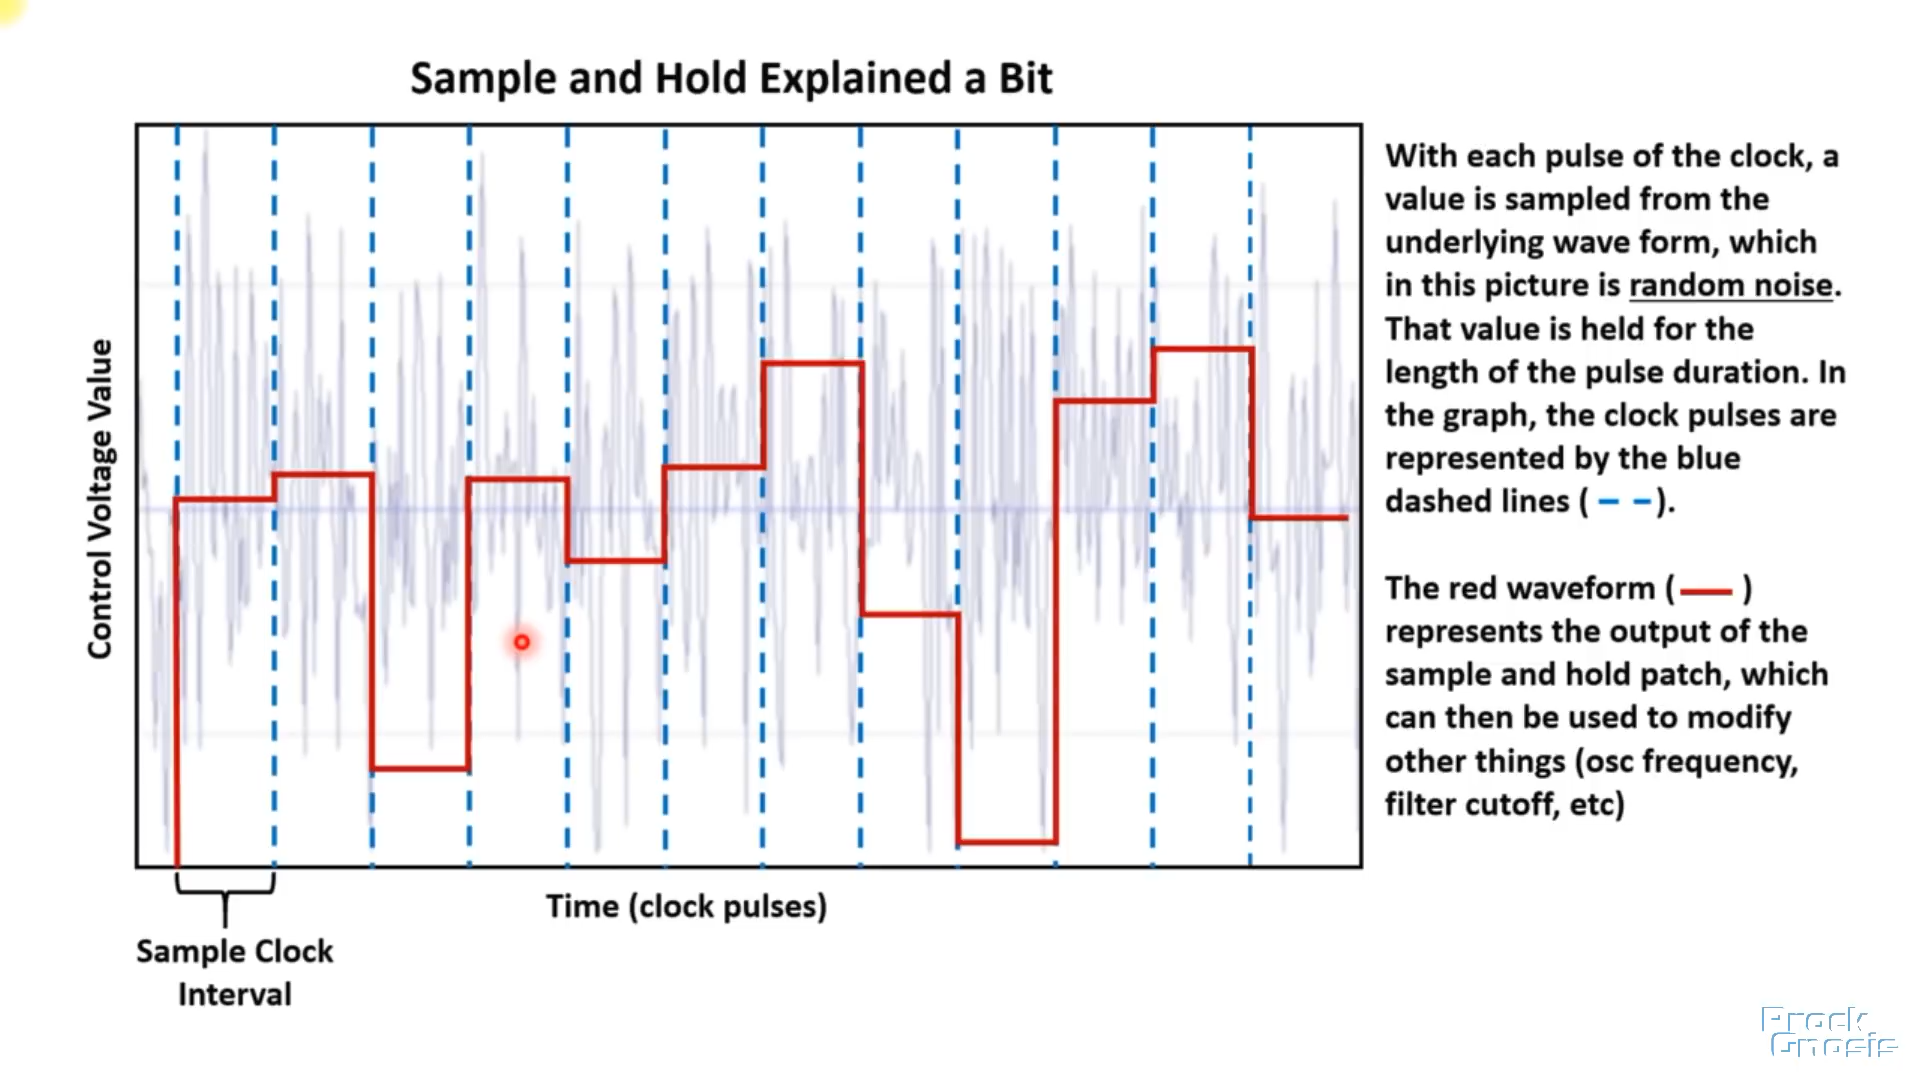 Sample and Hold Explained a Bit
Control Voltage Value
Time (clock pulses)
Sample Clock
Interval
With each pulse of the clock, a
value is sampled from the
underlying wave form, which
in this picture is random noise.
That value is held for the
length of the pulse duration. In
the graph, the clock pulses are
represented by the blue
dashed lines ( – – ).
The red waveform ( — )
represents the output of the
sample and hold patch, which
can then be used to modify
other things (osc frequency,
filter cutoff, etc)
Prock
Gnosis